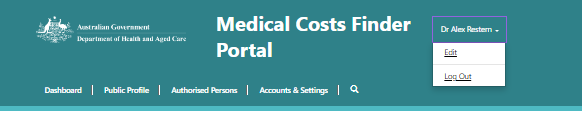 Australian Government
Department of Health and Aged Care
Medical Costs Finder
Portal
Dr Alex Restern
Edit
Log Out
Dashboard
Public Profile
Authorised Persons
Accounts & Settings